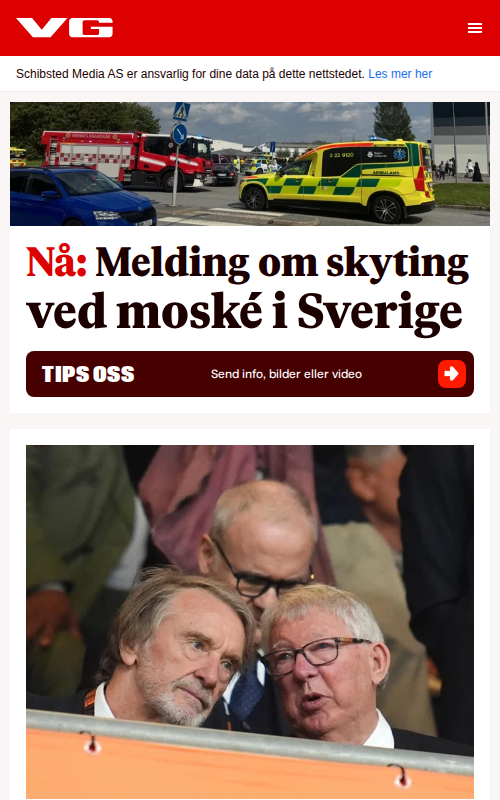 VG
Schibsted Media AS er ansvarlig for dine data på dette nettstedet. Les mer her
AMBULANS
Nå: Melding om skyting
ved moské i Sverige
TIPS OSS
Send info, bilder eller video